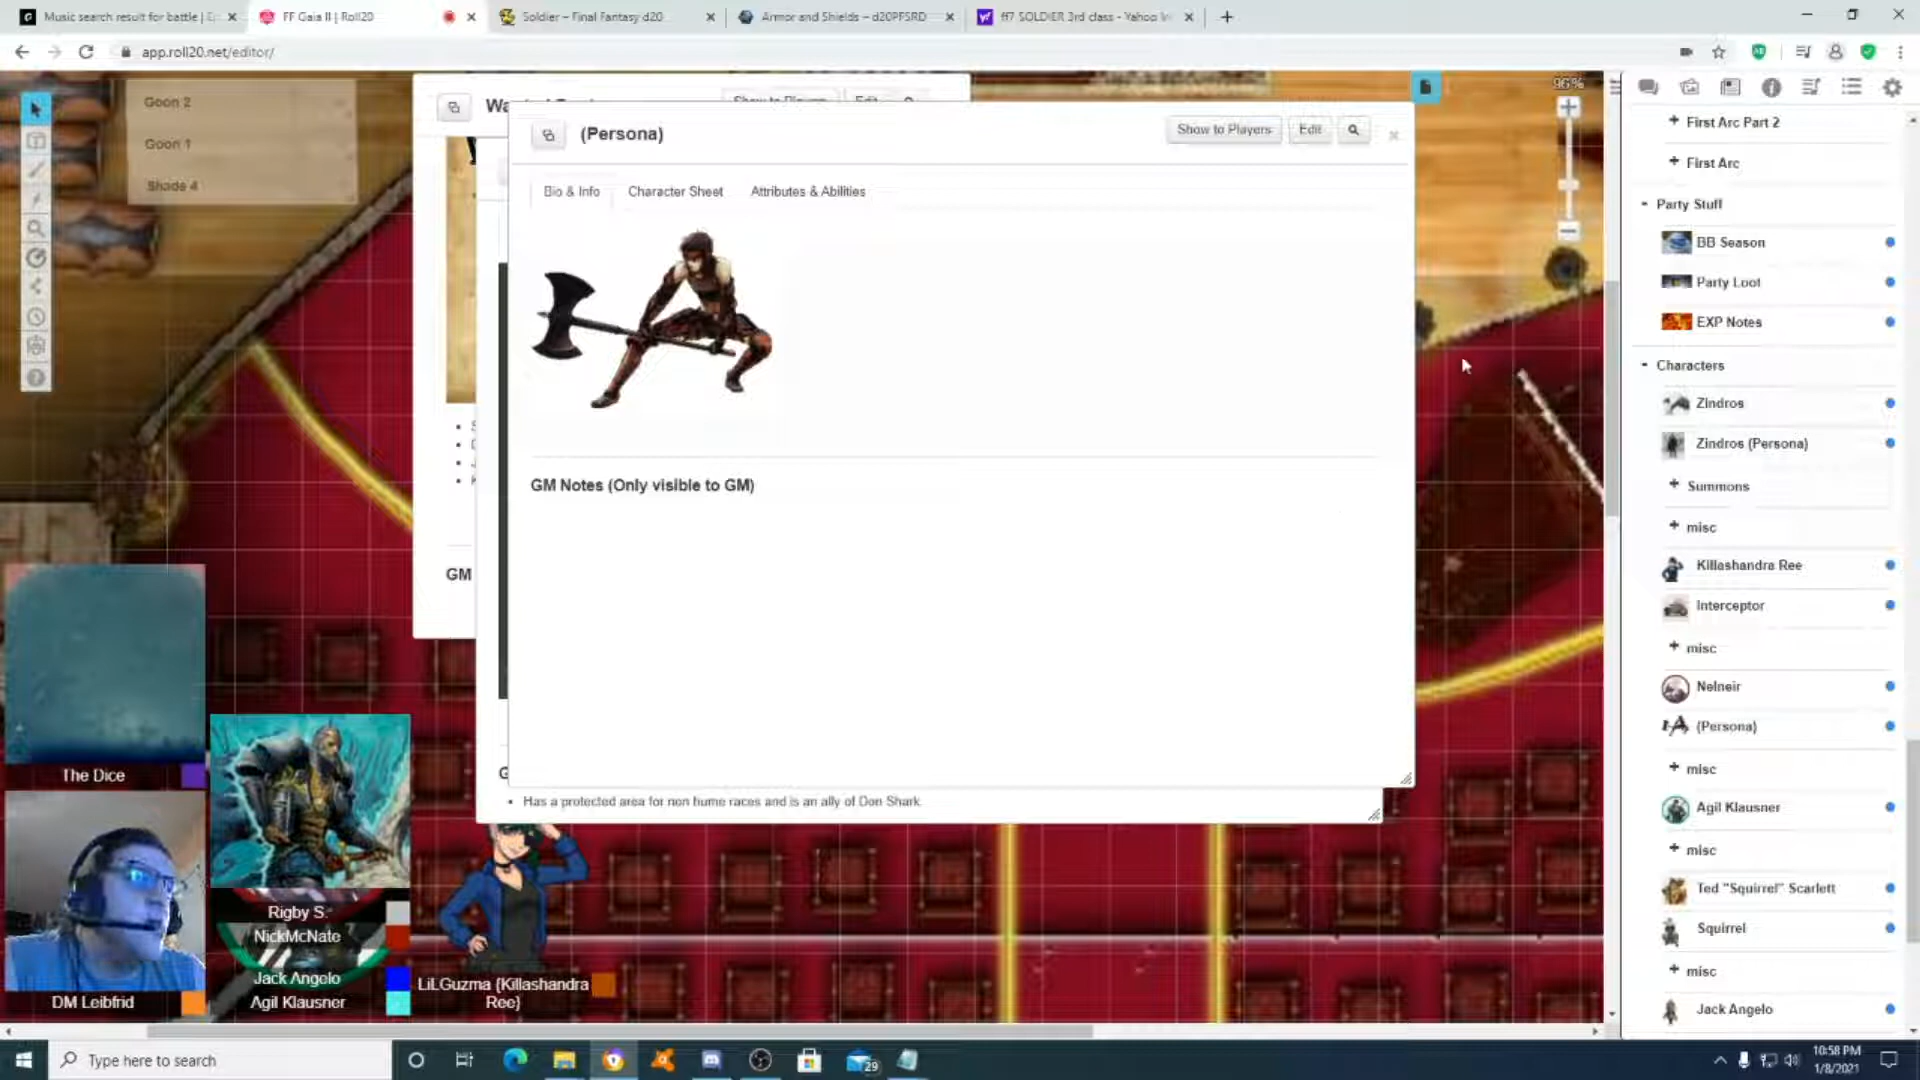 Music search result for battle | E
FF Gaia II | Roll20
Soldier – Final Fantasy d20
Armor and Shields – d20PFSRD
ff7 SOLDIER 3rd class - Yahoo
app.roll20.net/editor/
Goon 2
Goon 1
Shade 4
Show to Players
Edit
(Persona)
Show to Players
Edit
Bio & Info
Character Sheet
Attributes & Abilities
GM Notes (Only visible to GM)
GM
Has a protected area for non hume races and is an ally of Don Shark.
96%
First Arc Part 2
First Arc
Party Stuff
BB Season
Party Loot
EXP Notes
Characters
Zindros
Zindros (Persona)
Summons
misc
Killashandra Ree
Interceptor
misc
Nelneir
(Persona)
misc
Agil Klausner
misc
Ted "Squirrel" Scarlett
Squirrel
misc
Jack Angelo
The Dice
DM Leibfrid
Rigby S.
NickMcNate
Jack Angelo
Agil Klausner
LiLGuzma {Killashandra
Ree}
Type here to search
29
10:58 PM
1/8/2021